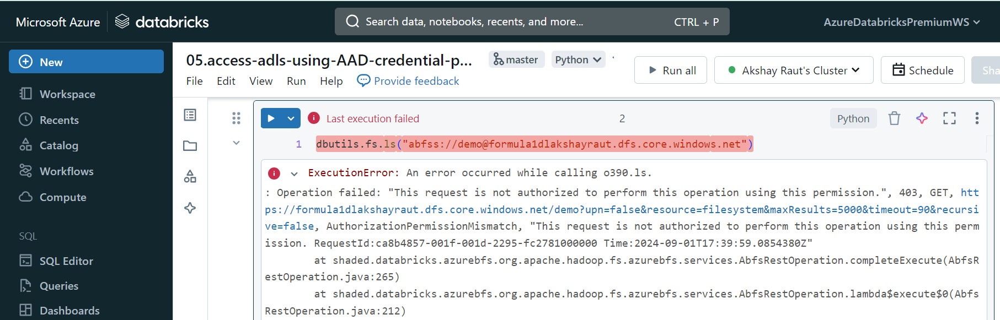 Microsoft Azure
databricks
Search data, notebooks, recents, and more...
CTRL + P
AzureDatabricksPremiumWS
New
Workspace
Recents
Catalog
Workflows
Compute
SQL
SQL Editor
Queries
Dashboards
05.access-adls-using-AAD-credential-p...
master
Python
File Edit View Run Help Provide feedback
Run all
Akshay Raut's Cluster
Schedule
Sha
Last execution failed
2
Python
1 dbutils.fs.ls("abfss://demo@formula1dlakshayraut.dfs.core.windows.net")
ExecutionError: An error occurred while calling o390.ls.
: Operation failed: "This request is not authorized to perform this operation using this permission.", 403, GET, htt
ps://formula1dlakshayraut.dfs.core.windows.net/demo?upn=false&resource=filesystem&maxResults=5000&timeout=90&recursi
ve=false, AuthorizationPermissionMismatch, "This request is not authorized to perform this operation using this perm
ission. RequestId:ca8b4857-001f-001d-2295-fc2781000000 Time:2024-09-01T17:39:59.0854380Z"
at shaded.databricks.azurebfs.org.apache.hadoop.fs.azurebfs.services.AbfsRestOperation.completeExecute(AbfsR
estOperation.java:265)
at shaded.databricks.azurebfs.org.apache.hadoop.fs.azurebfs.services.AbfsRestOperation.lambda$execute$0(Abfs
RestOperation.java:212)